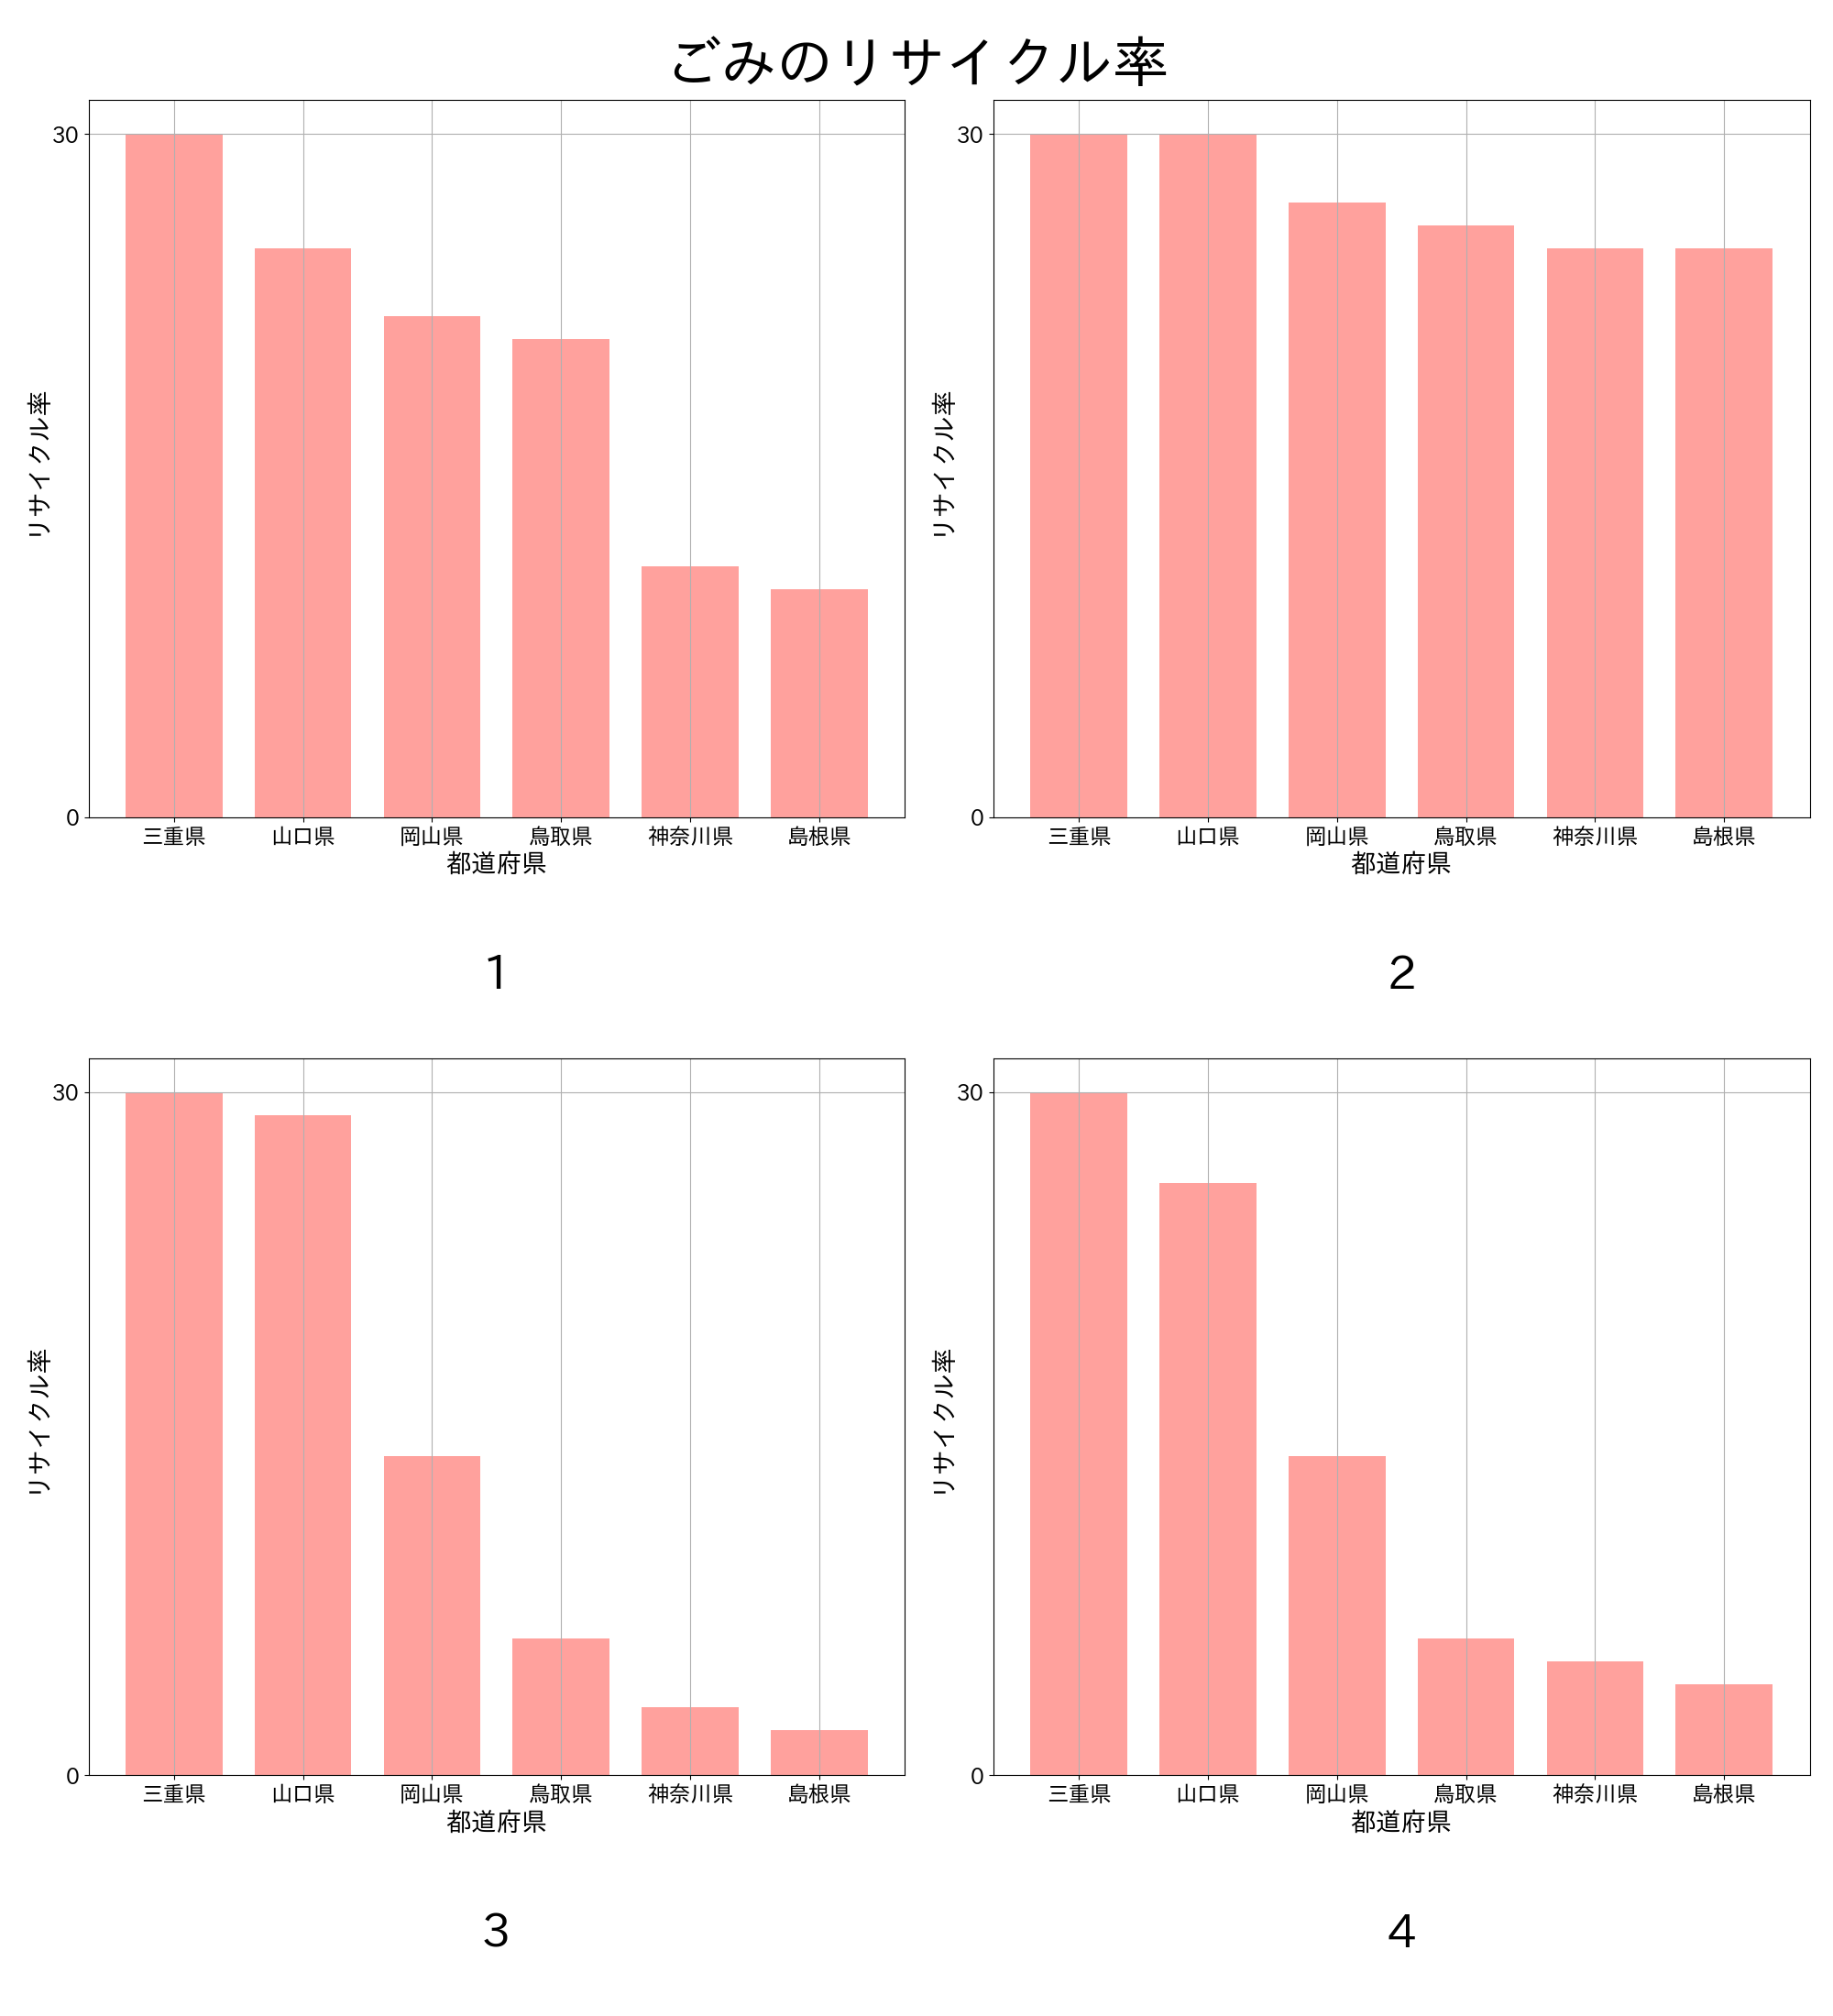 ごみのリサイクル率
30
0
リサイクル率
三重県 山口県 岡山県 鳥取県 神奈川県 島根県
都道府県
1
30
0
リサイクル率
三重県 山口県 岡山県 鳥取県 神奈川県 島根県
都道府県
2
30
0
リサイクル率
三重県 山口県 岡山県 鳥取県 神奈川県 島根県
都道府県
3
30
0
リサイクル率
三重県 山口県 岡山県 鳥取県 神奈川県 島根県
都道府県
4